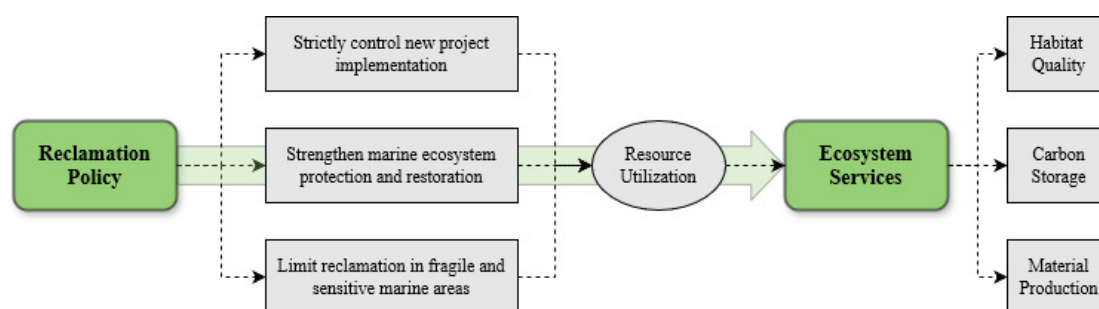 Reclamation
Policy
Strictly control new project
implementation
Strengthen marine ecosystem
protection and restoration
Limit reclamation in fragile and
sensitive marine areas
Resource
Utilization
Ecosystem
Services
Habitat
Quality
Carbon
Storage
Material
Production